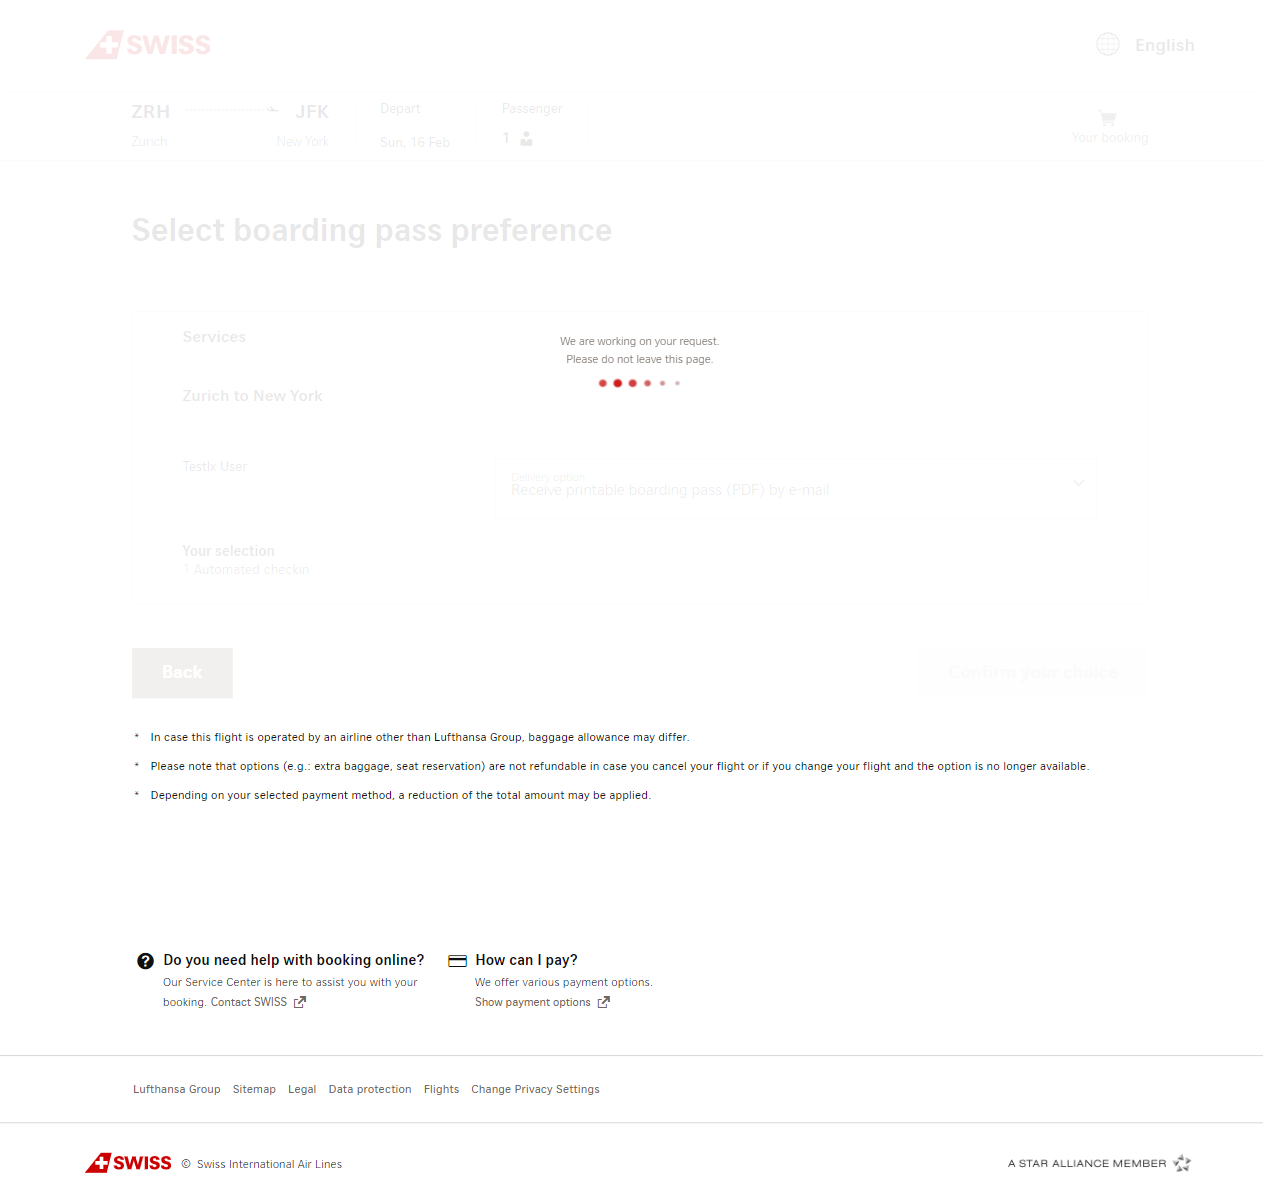 SWISS
English
ZRH JFK
Zurich New York
Depart
Sun, 16 Feb
Passenger
1
Your booking
Select boarding pass preference
Services
We are working on your request.
Please do not leave this page.
Zurich to New York
TestIx User
Delivery option
Receive printable boarding pass (PDF) by e-mail
Your selection
1 Automated checkin
Back
Confirm your choice
* In case this flight is operated by an airline other than Lufthansa Group, baggage allowance may differ.
* Please note that options (e.g.: extra baggage, seat reservation) are not refundable in case you cancel your flight or if you change your flight and the option is no longer available.
* Depending on your selected payment method, a reduction of the total amount may be applied.
Do you need help with booking online?
Our Service Center is here to assist you with your
booking. Contact SWISS
How can I pay?
We offer various payment options.
Show payment options
Lufthansa Group Sitemap Legal Data protection Flights Change Privacy Settings
SWISS © Swiss International Air Lines
A STAR ALLIANCE MEMBER